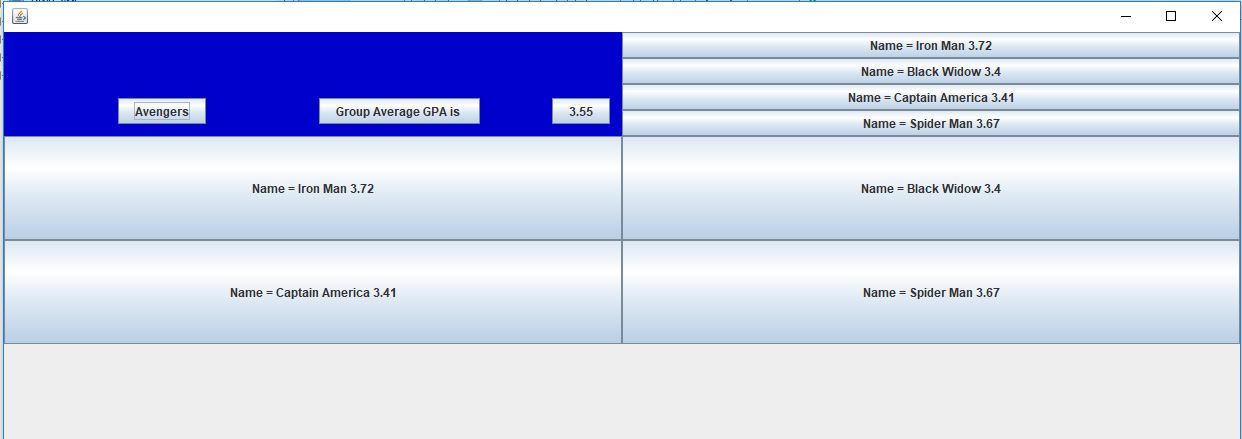 Name = Iron Man 3.72
Name = Black Widow 3.4
Name = Captain America 3.41
Avengers Group Average GPA is 3.55
Name = Spider Man 3.67
Name = Iron Man 3.72
Name = Black Widow 3.4
Name = Captain America 3.41
Name = Spider Man 3.67